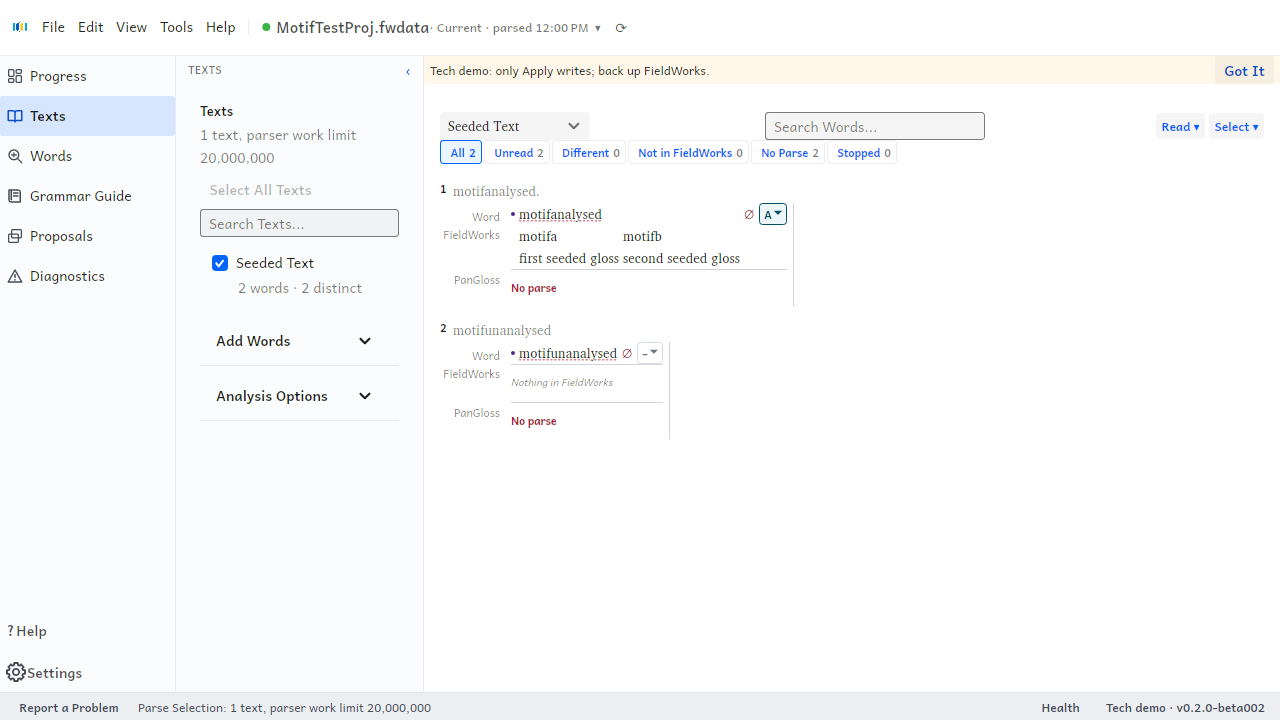 File Edit View Tools Help MotifTestProj.fwdata · Current · parsed 12:00 PM ▾ ⟳
Progress
Texts
Words
Grammar Guide
Proposals
Diagnostics
? Help
Settings
TEXTS ‹
Texts
1 text, parser work limit
20,000,000
Select All Texts
Search Texts...
Seeded Text
2 words · 2 distinct
Add Words
Analysis Options
Tech demo: only Apply writes; back up FieldWorks. Got It
Seeded Text Search Words... Read ▾ Select ▾
All 2 Unread 2 Different 0 Not in FieldWorks 0 No Parse 2 Stopped 0
1 motifanalysed.
Word • motifanalysed ∅ A
FieldWorks motifa motifb
first seeded gloss second seeded gloss
PanGloss No parse
2 motifunanalysed
Word • motifunanalysed ∅ –
FieldWorks Nothing in FieldWorks
PanGloss No parse
Report a Problem Parse Selection: 1 text, parser work limit 20,000,000 Health Tech demo · v0.2.0-beta002